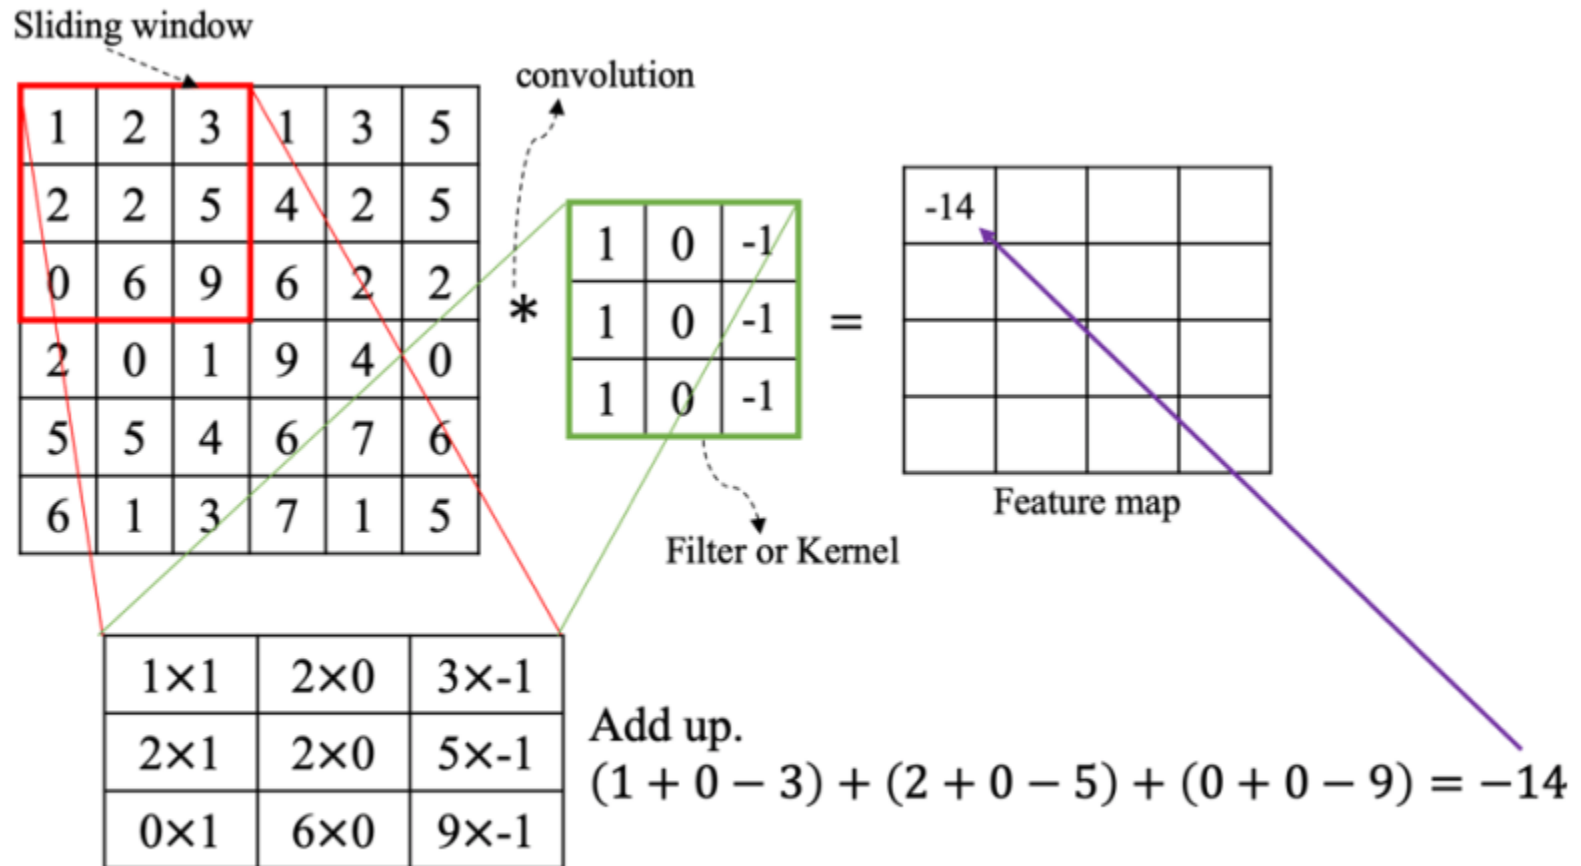 Sliding window
convolution
1 2 3 1 3 5
2 2 5 4 2 5
0 6 9 6 2 2
2 0 1 9 4 0
5 5 4 6 7 6
6 1 3 7 1 5
*
1 0 -1
1 0 -1
1 0 -1
=
-14
Feature map
Filter or Kernel
1×1 2×0 3×-1
2×1 2×0 5×-1
0×1 6×0 9×-1
Add up.
(1 + 0 − 3) + (2 + 0 − 5) + (0 + 0 − 9) = −14